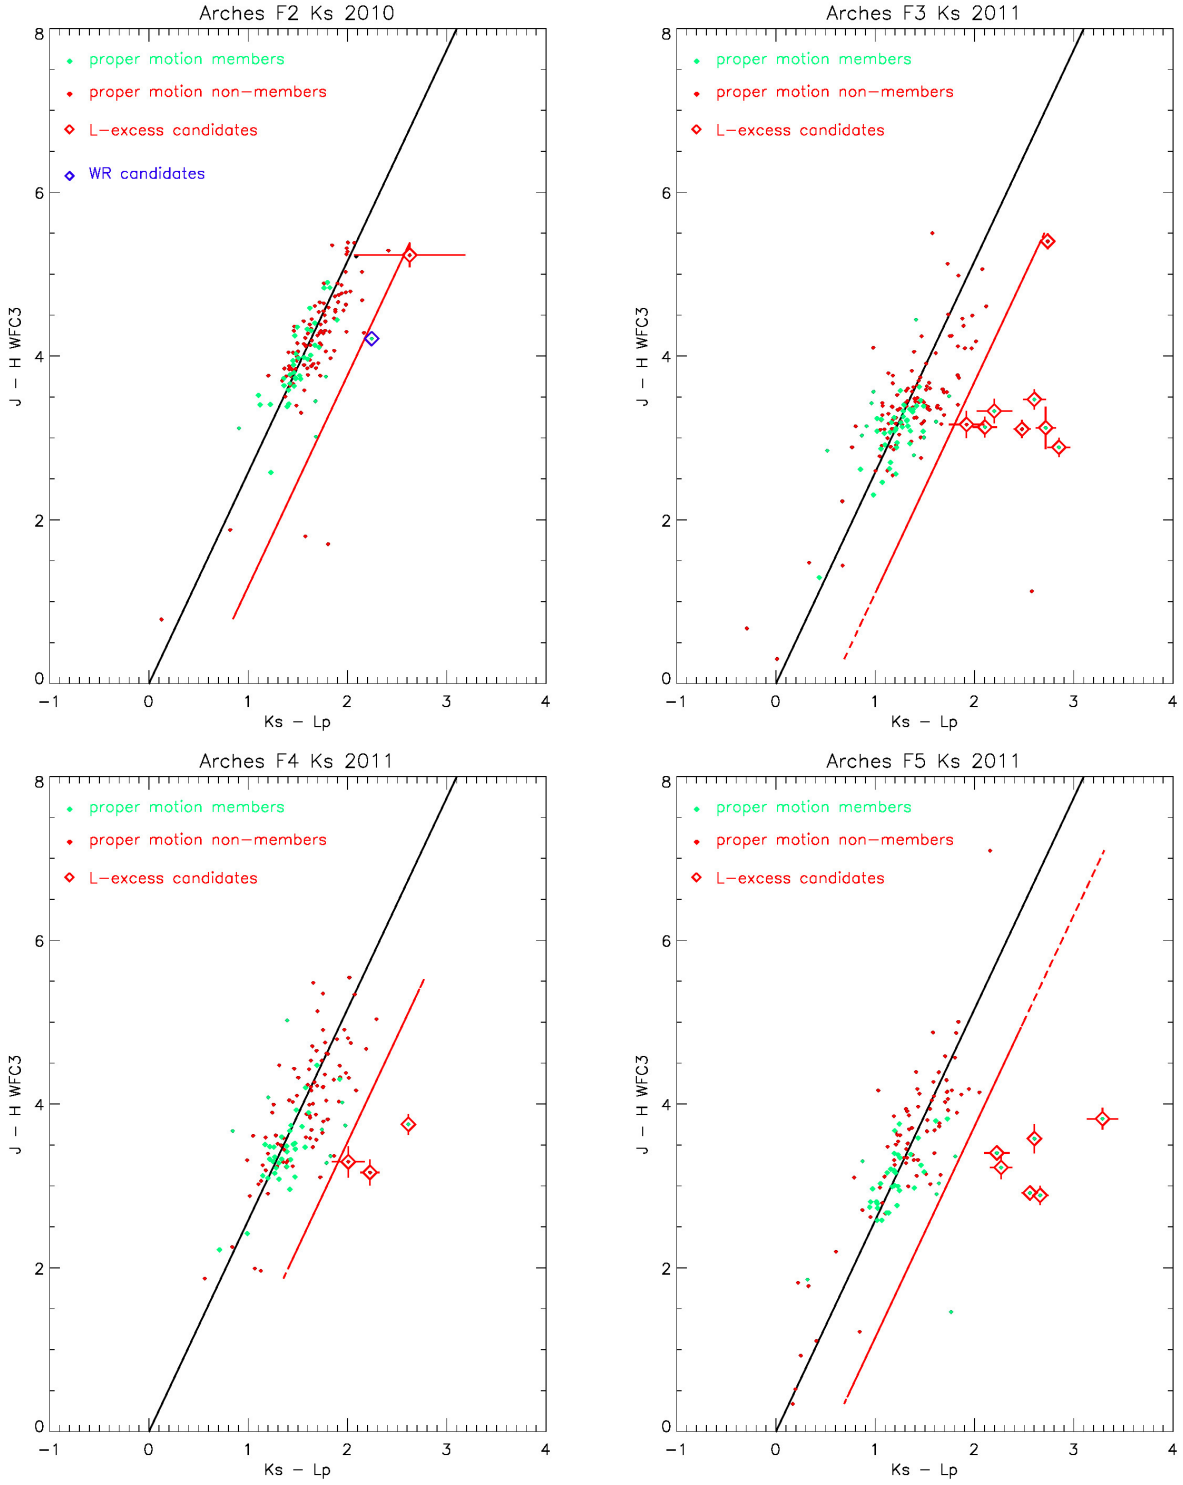 Arches F2 Ks 2010
8
proper motion members
proper motion non−members
L−excess candidates
WR candidates
6
4
2
0
J − H WFC3
−1 0 1 2 3 4
Ks − Lp
Arches F3 Ks 2011
8
proper motion members
proper motion non−members
L−excess candidates
6
4
2
0
J − H WFC3
−1 0 1 2 3 4
Ks − Lp
Arches F4 Ks 2011
8
proper motion members
proper motion non−members
L−excess candidates
6
4
2
0
J − H WFC3
−1 0 1 2 3 4
Ks − Lp
Arches F5 Ks 2011
8
proper motion members
proper motion non−members
L−excess candidates
6
4
2
0
J − H WFC3
−1 0 1 2 3 4
Ks − Lp